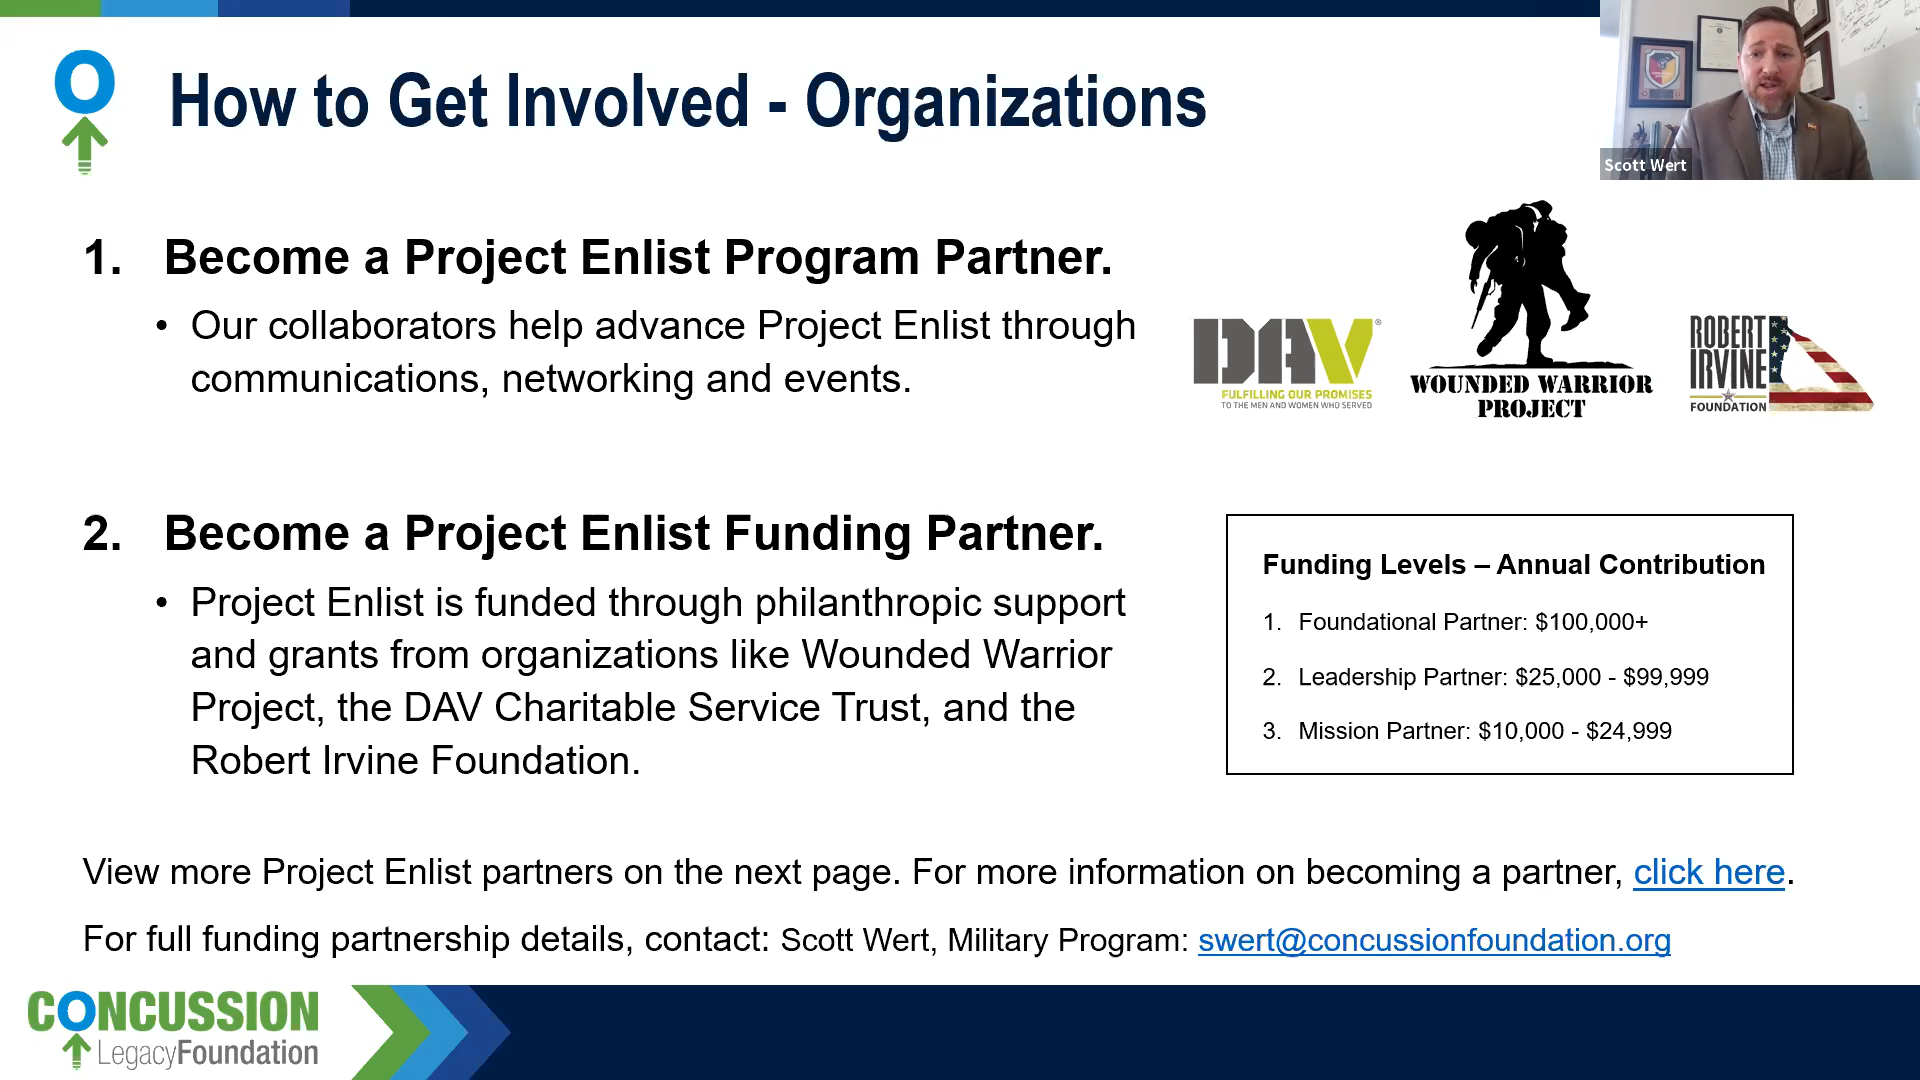 How to Get Involved - Organizations
Scott Wert
1. Become a Project Enlist Program Partner.
• Our collaborators help advance Project Enlist through
communications, networking and events.
DAV®
FULFILLING OUR PROMISES
TO THE MEN AND WOMEN WHO SERVED
WOUNDED WARRIOR
PROJECT
ROBERT
IRVINE
FOUNDATION
2. Become a Project Enlist Funding Partner.
• Project Enlist is funded through philanthropic support
and grants from organizations like Wounded Warrior
Project, the DAV Charitable Service Trust, and the
Robert Irvine Foundation.
Funding Levels – Annual Contribution
1. Foundational Partner: $100,000+
2. Leadership Partner: $25,000 - $99,999
3. Mission Partner: $10,000 - $24,999
View more Project Enlist partners on the next page. For more information on becoming a partner, click here.
For full funding partnership details, contact: Scott Wert, Military Program: swert@concussionfoundation.org
CONCUSSION
LegacyFoundation